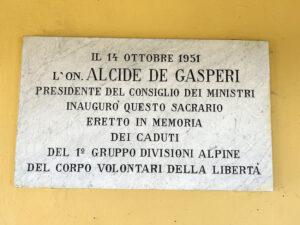 IL 14 OTTOBRE 1951
L'ON. ALCIDE DE GASPERI
PRESIDENTE DEL CONSIGLIO DEI MINISTRI
INAUGURÒ QUESTO SACRARIO
ERETTO IN MEMORIA
DEI CADUTI
DEL 1º GRUPPO DIVISIONI ALPINE
DEL CORPO VOLONTARI DELLA LIBERTÀ